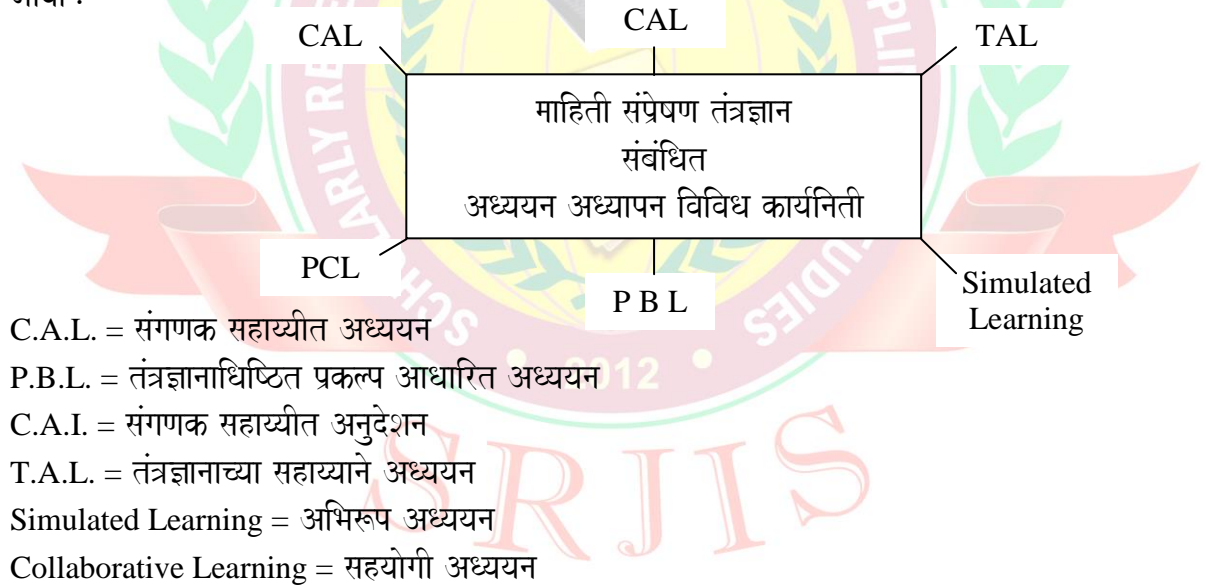 CAL
CAL
TAL
माहिती संप्रेषण तंत्रज्ञान
संबंधित
अध्ययन अध्यापन विविध कार्यनिती
PCL
P B L
Simulated
Learning
C.A.L. = संगणक सहाय्यीत अध्ययन
P.B.L. = तंत्रज्ञानाधिष्ठित प्रकल्प आधारित अध्ययन
C.A.I. = संगणक सहाय्यीत अनुदेशन
T.A.L. = तंत्रज्ञानाच्या सहाय्याने अध्ययन
Simulated Learning = अभिरूप अध्ययन
Collaborative Learning = सहयोगी अध्ययन
SRJIS